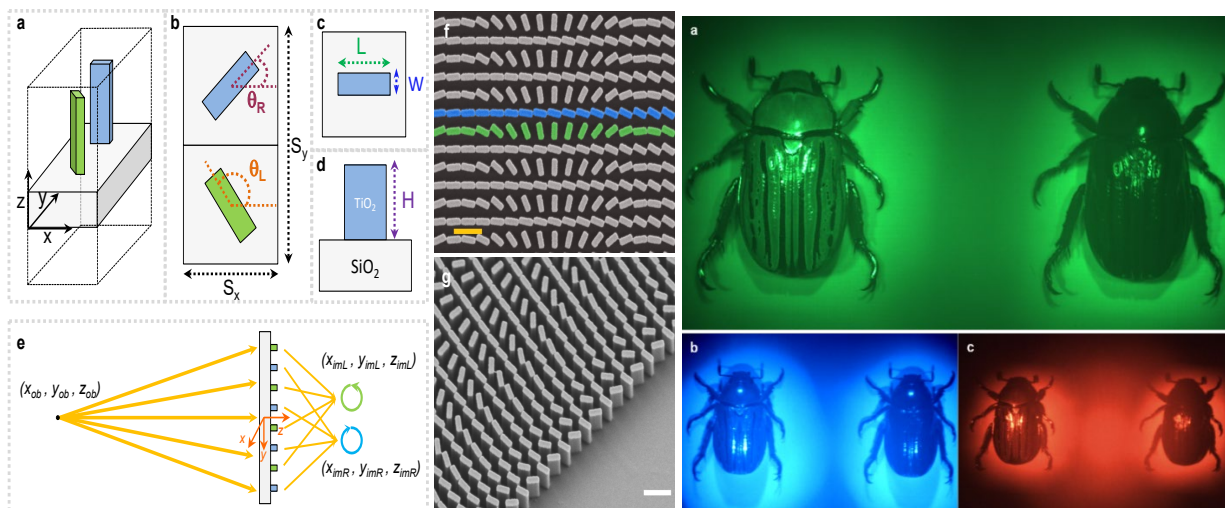 a
b
c
L
W
θR
Sy
θL
Sx
d
TiO2
H
SiO2
z
y
x
e
(xob, yob, zob)
(ximL, yimL, zimL)
(ximR, yimR, zimR)
x
y
z
f
g
a
b
c